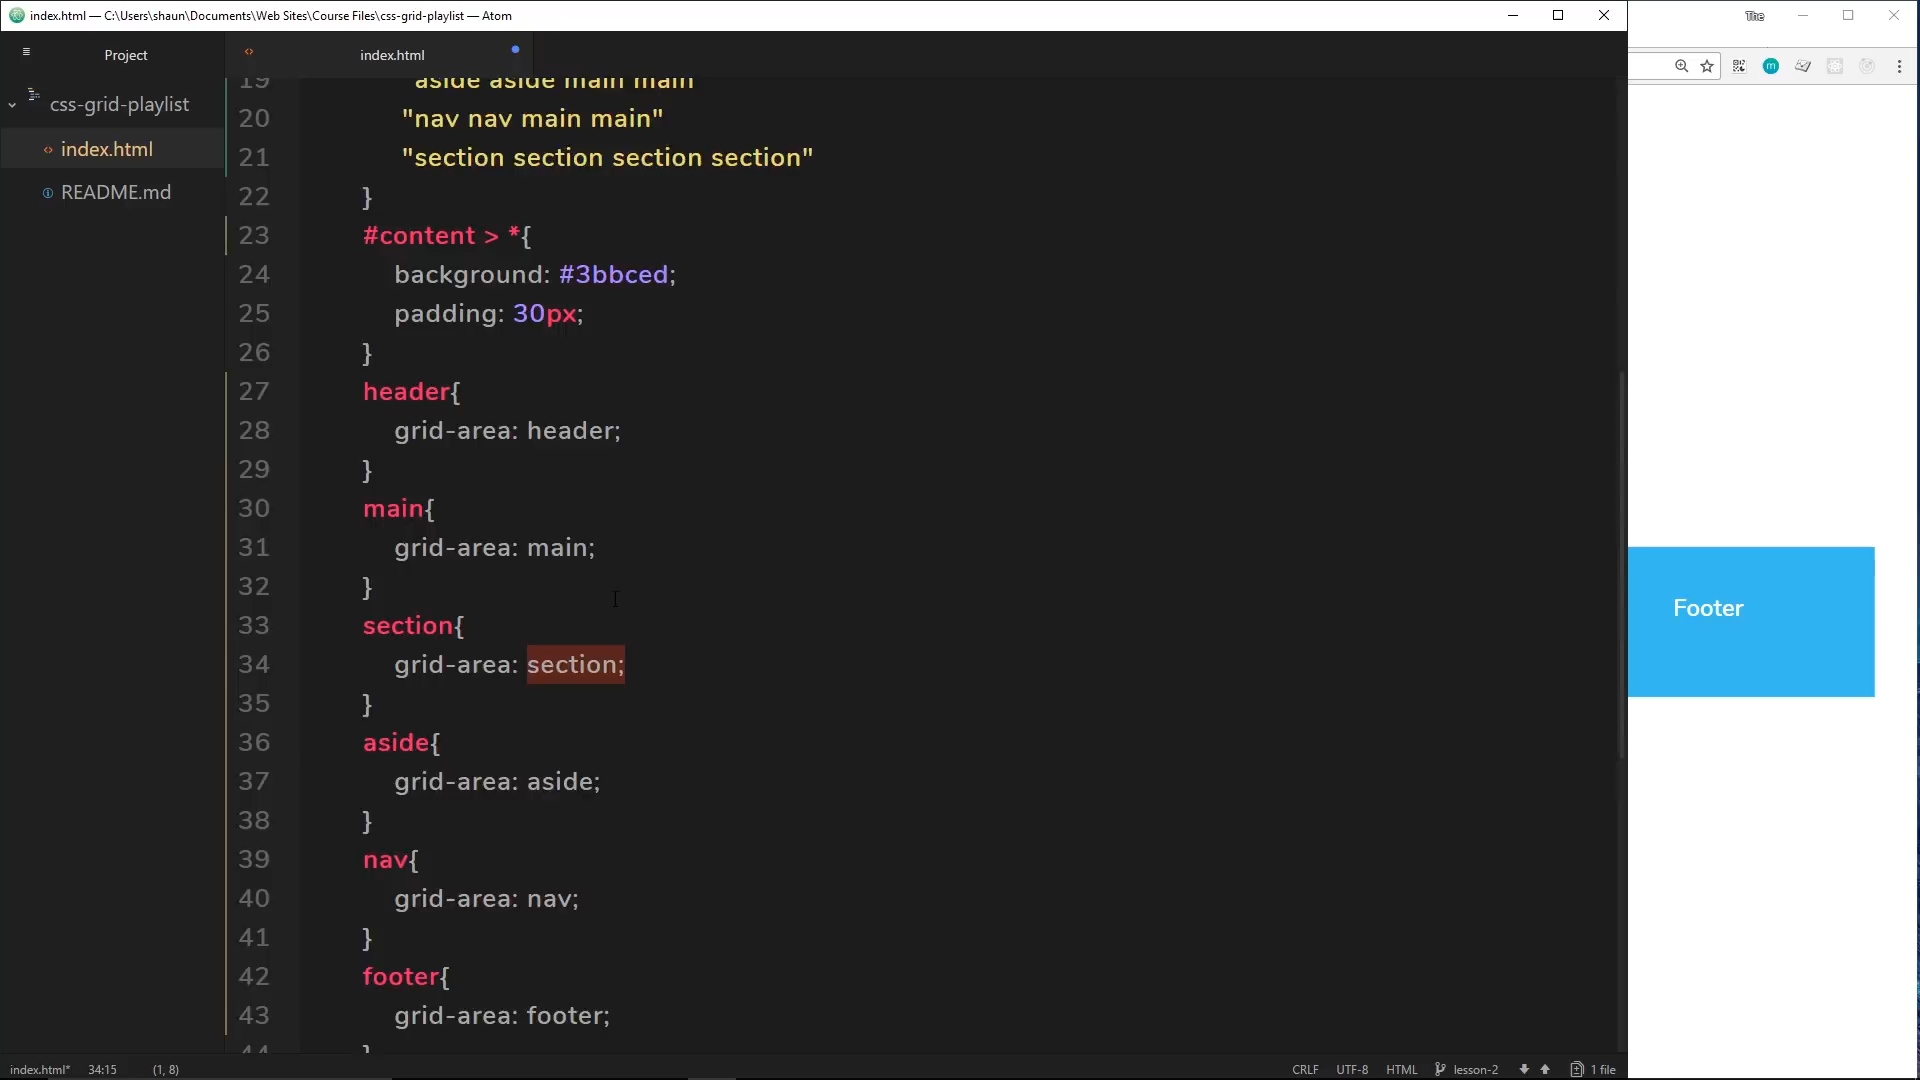 index.html — C:\Users\shaun\Documents\Web Sites\Course Files\css-grid-playlist — Atom
The
Project
index.html
css-grid-playlist
index.html
README.md
19 aside aside main main
20 "nav nav main main"
21 "section section section section"
22 }
23 #content > *{
24 background: #3bbced;
25 padding: 30px;
26 }
27 header{
28 grid-area: header;
29 }
30 main{
31 grid-area: main;
32 }
33 section{
34 grid-area: section;
35 }
36 aside{
37 grid-area: aside;
38 }
39 nav{
40 grid-area: nav;
41 }
42 footer{
43 grid-area: footer;
44 }
m
Footer
index.html* 34:15 (1, 8) CRLF UTF-8 HTML lesson-2 1 file